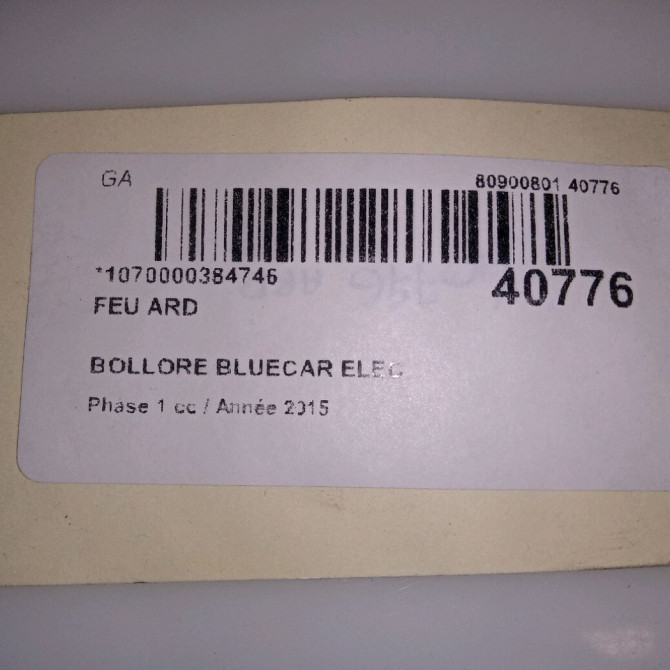 GA
80900801 40776
*1070000384746
40776
FEU ARD
BOLLORE BLUECAR ELEC
Phase 1 cc / Année 2015